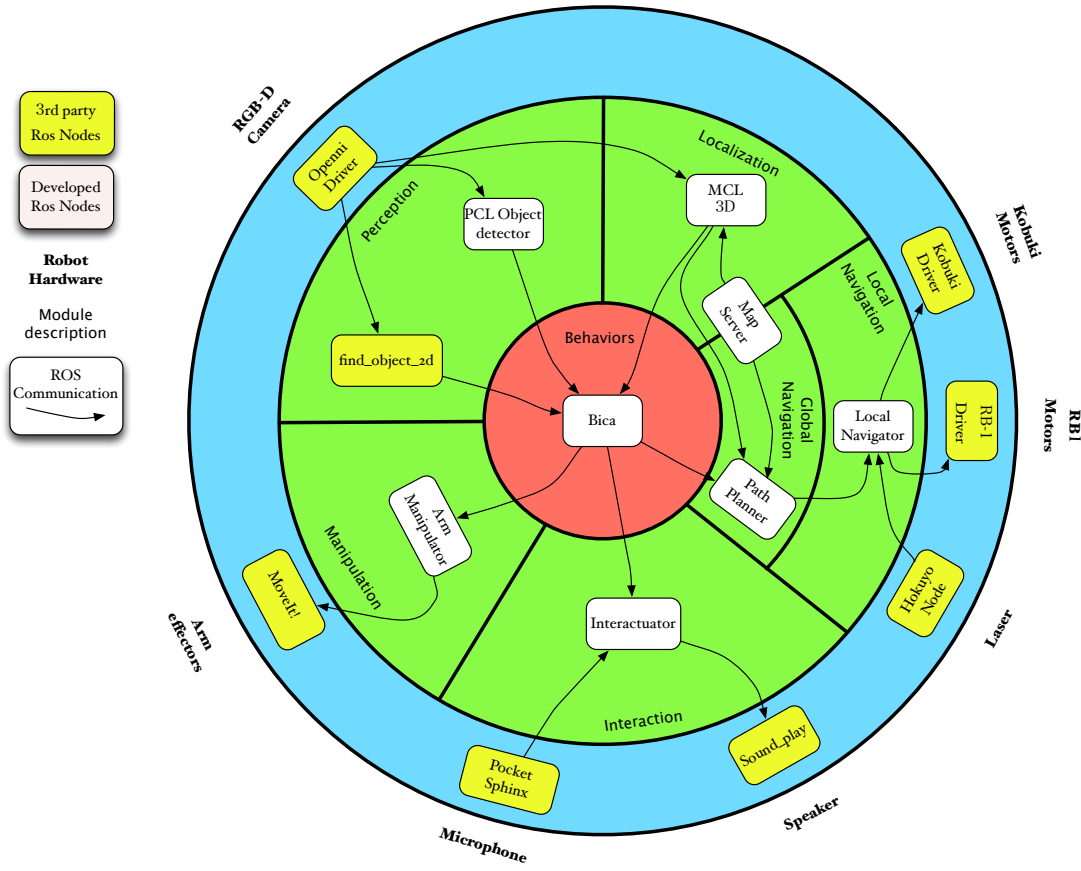 3rd party
Ros Nodes
Developed
Ros Nodes
Robot
Hardware
Module
description
ROS
Communication
RGB-D
Camera
Openni
Driver
Perception
PCL Object
detector
find_object_2d
Localization
MCL
3D
Map
Server
Local
Navigation
Kobuki
Driver
Kobuki
Motors
Behaviors
Bica
Global
Navigation
Path
Planner
Local
Navigator
RB-1
Driver
RB1
Motors
Hokuyo
Node
Laser
Arm
Manipulator
Manipulation
MoveIt!
Arm
effectors
Interactuator
Interaction
Pocket
Sphinx
Microphone
Sound_play
Speaker